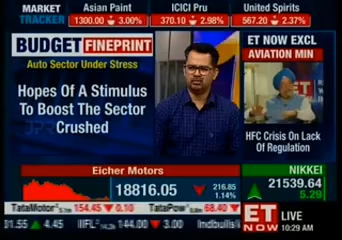 MARKET TRACKER
Asian Paint
1300.00 3.00%
ICICI Pru
370.10 2.98%
United Spirits
567.20 2.37%
BUDGET FINEPRINT
Auto Sector Under Stress
Hopes Of A Stimulus
To Boost The Sector
Crushed
ET NOW EXCL
AVIATION MIN
HFC Crisis On Lack
Of Regulation
Eicher Motors
18816.05
216.85
1.14%
NIKKEI
21539.64
5.29
TataMotor 154.45 0.10
TataPow 68.40
ET NOW
LIVE
10:29 AM
31.55 4.45
IIFL 144.00 3.00
Indbulls